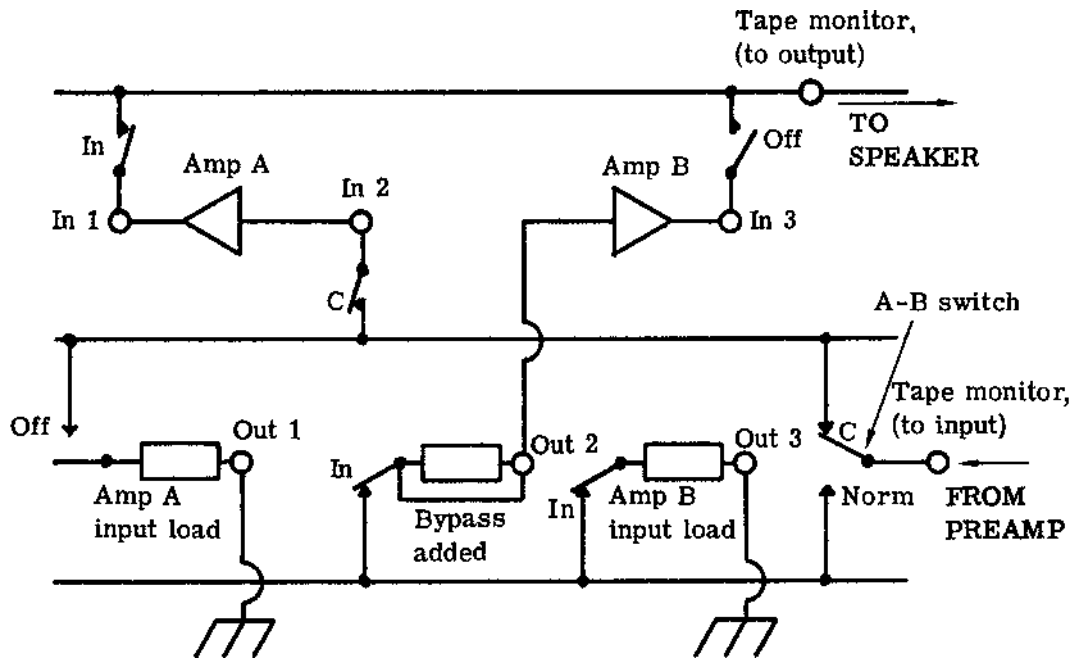 Tape monitor,
(to output)
TO
SPEAKER
In
Off
Amp A
Amp B
In 1
In 2
In 3
C
A-B switch
Tape monitor,
(to input)
Off
Out 1
Out 2
Out 3
C
In
In
Amp A
input load
Bypass
added
Amp B
input load
Norm
FROM
PREAMP